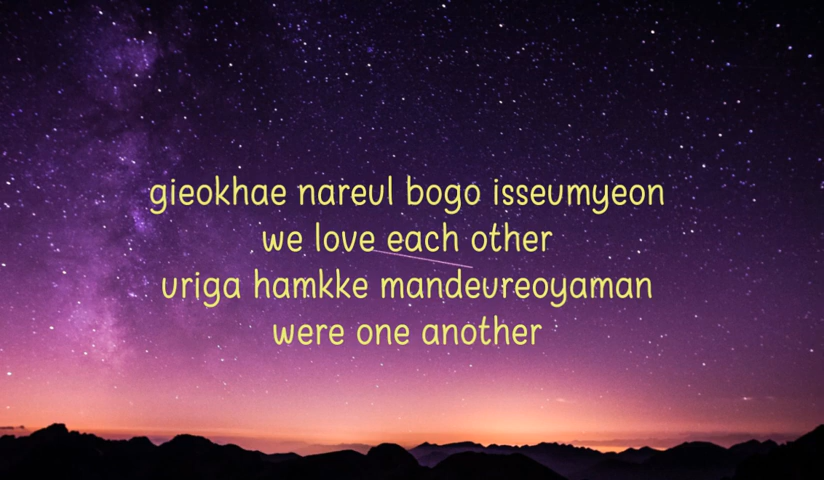 gieokhae nareul bogo isseumyeon
we love each other
uriga hamkke mandeureoyaman
were one another